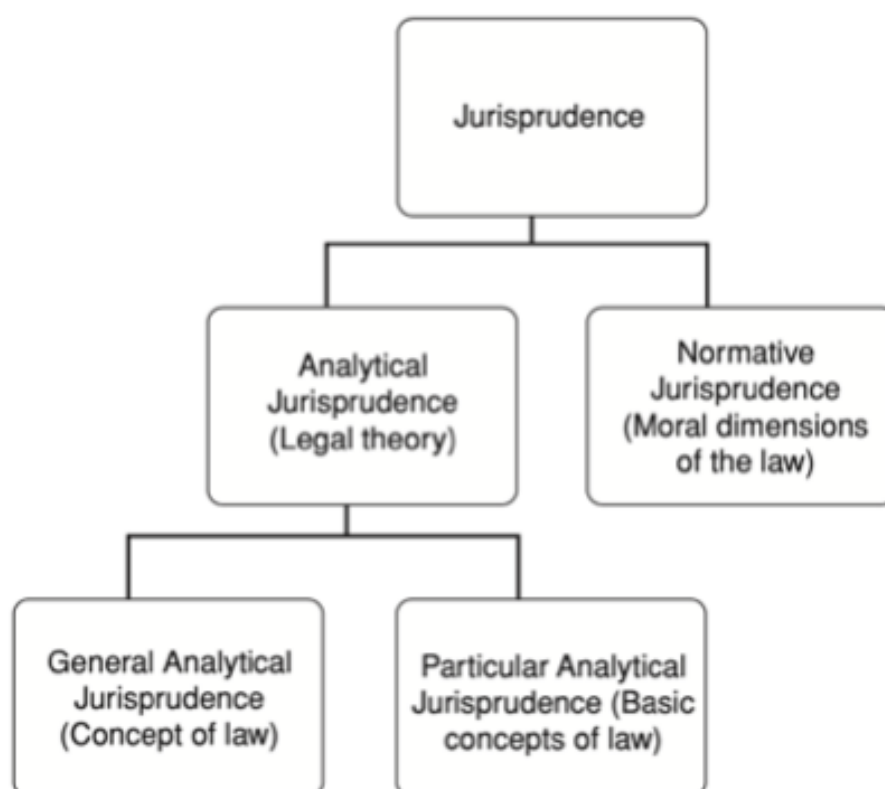 Jurisprudence
Analytical
Jurisprudence
(Legal theory)
Normative
Jurisprudence
(Moral dimensions
of the law)
General Analytical
Jurisprudence
(Concept of law)
Particular Analytical
Jurisprudence (Basic
concepts of law)